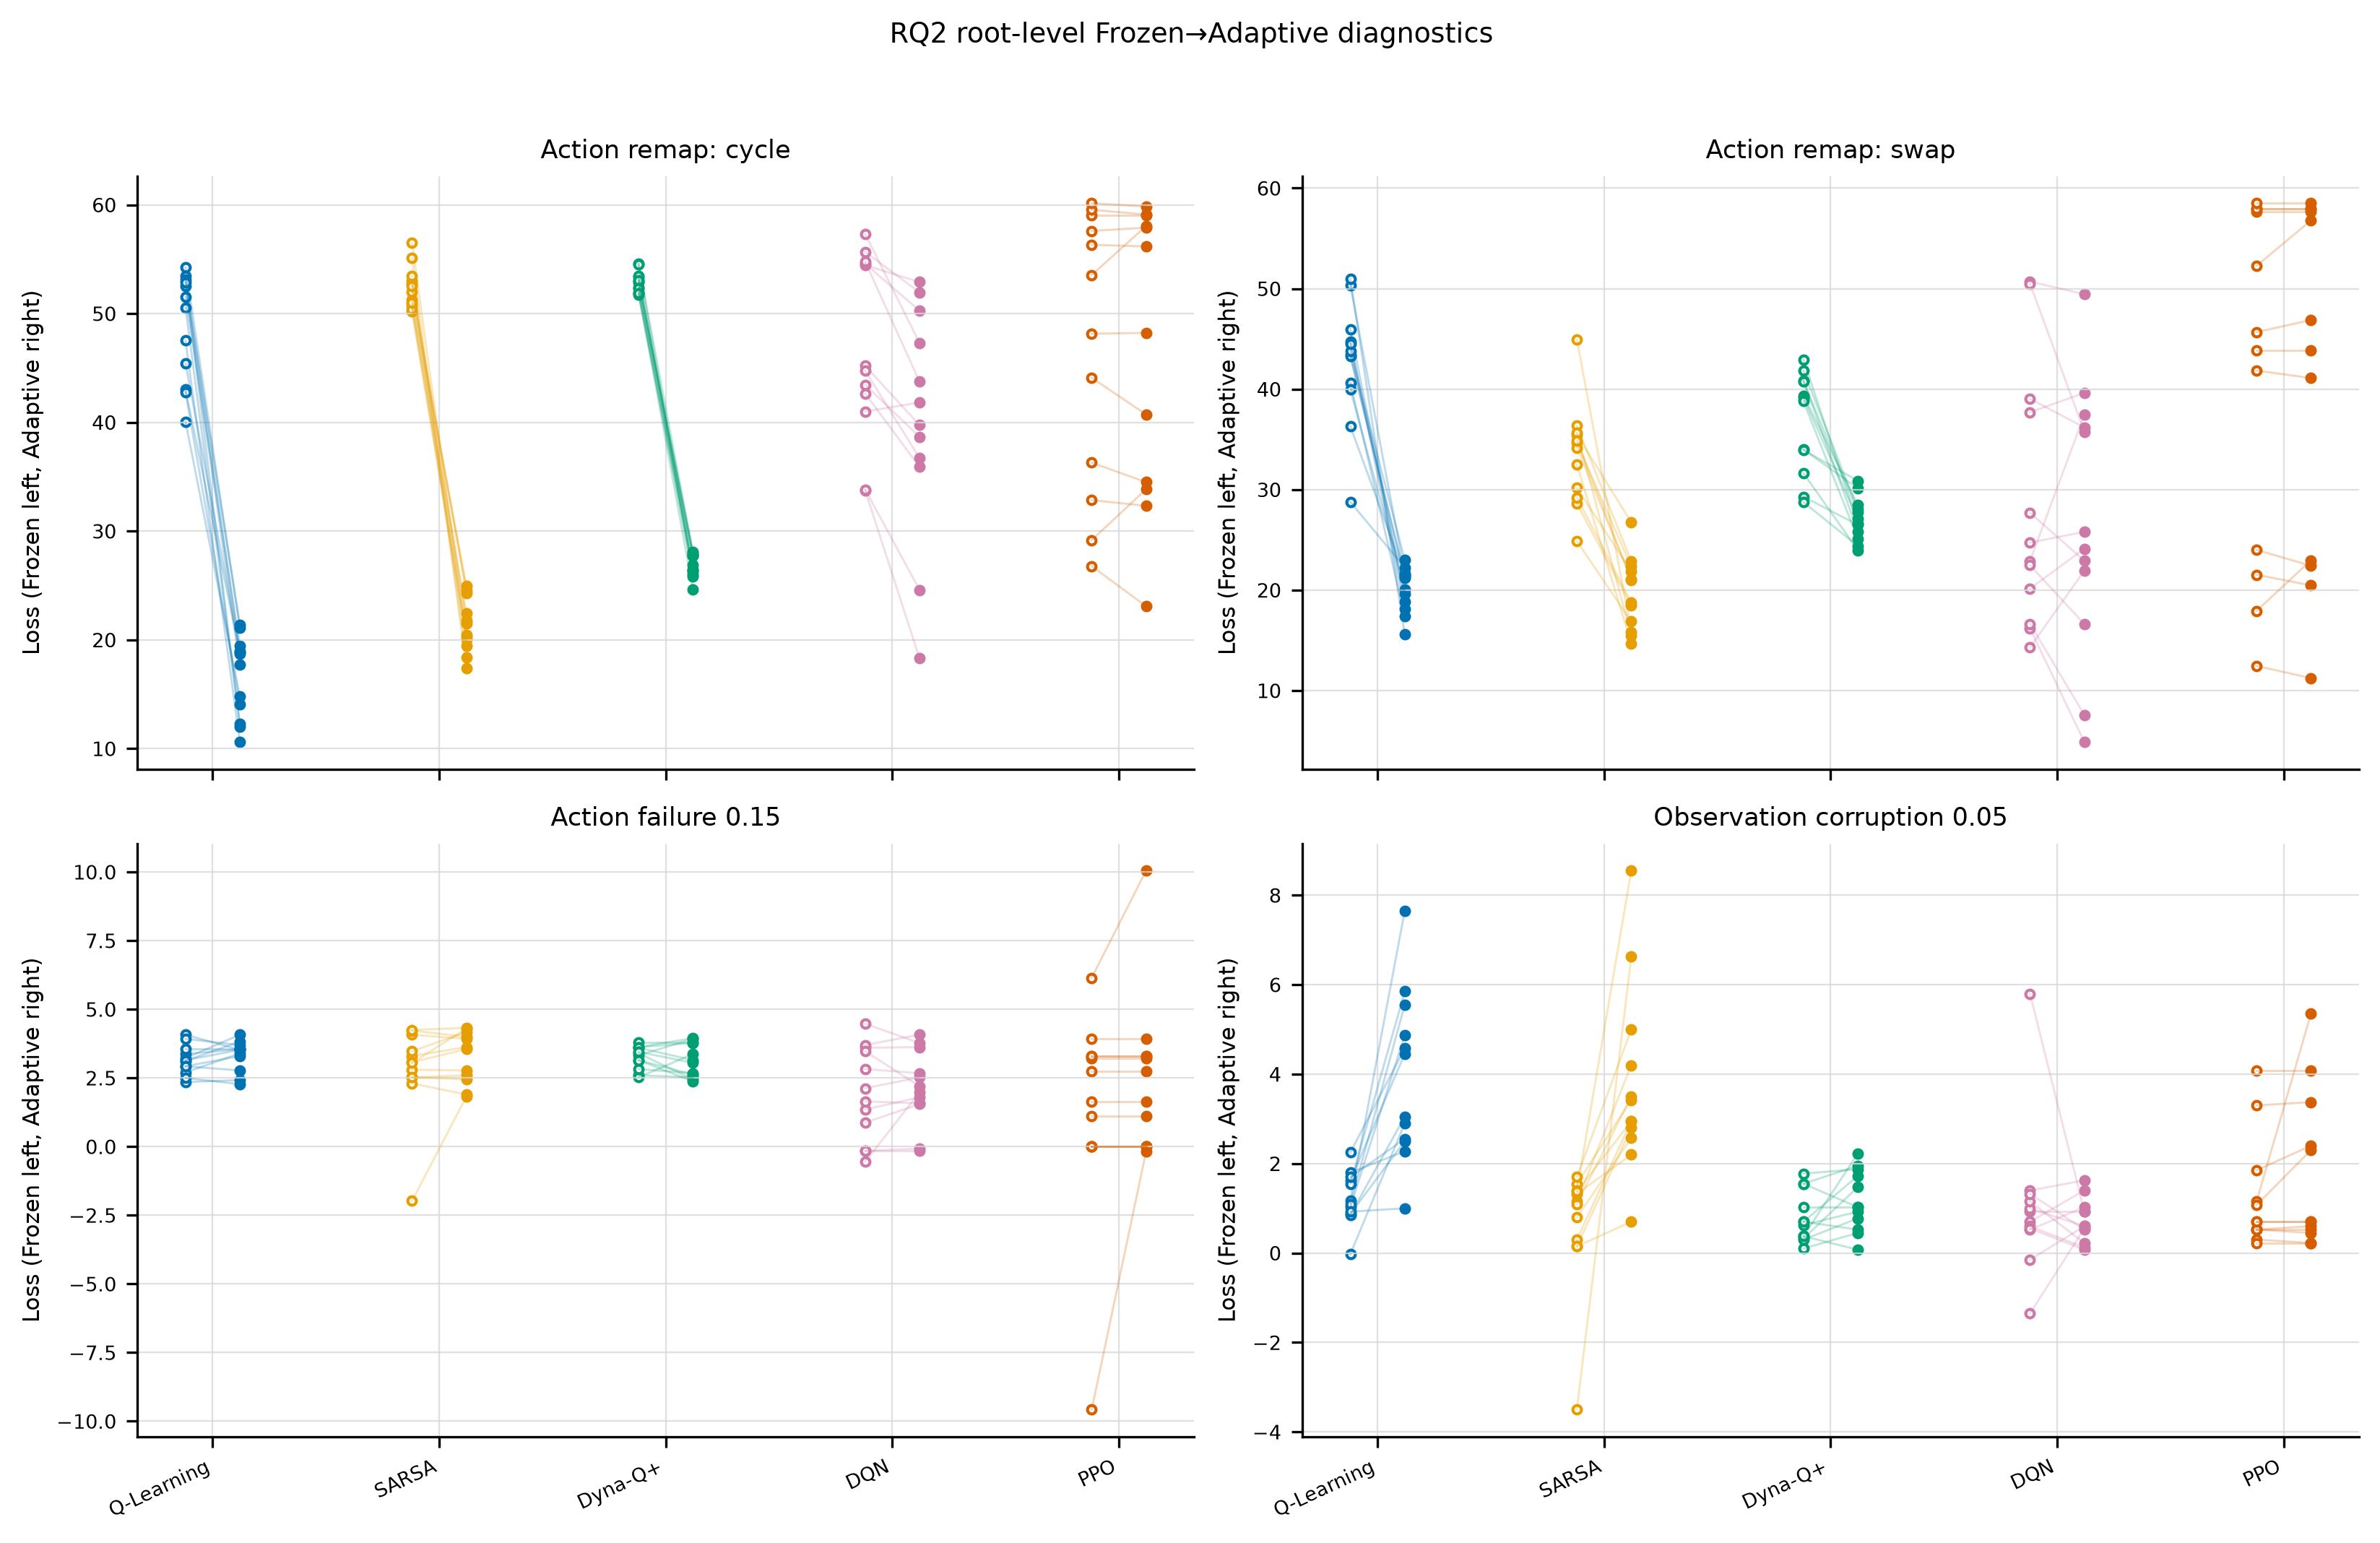 RQ2 root-level Frozen→Adaptive diagnostics
Action remap: cycle
Loss (Frozen left, Adaptive right)
60
50
40
30
20
10
Action remap: swap
Loss (Frozen left, Adaptive right)
60
50
40
30
20
10
Action failure 0.15
Loss (Frozen left, Adaptive right)
10.0
7.5
5.0
2.5
0.0
−2.5
−5.0
−7.5
−10.0
Q-Learning
SARSA
Dyna-Q+
DQN
PPO
Observation corruption 0.05
Loss (Frozen left, Adaptive right)
8
6
4
2
0
−2
−4
Q-Learning
SARSA
Dyna-Q+
DQN
PPO